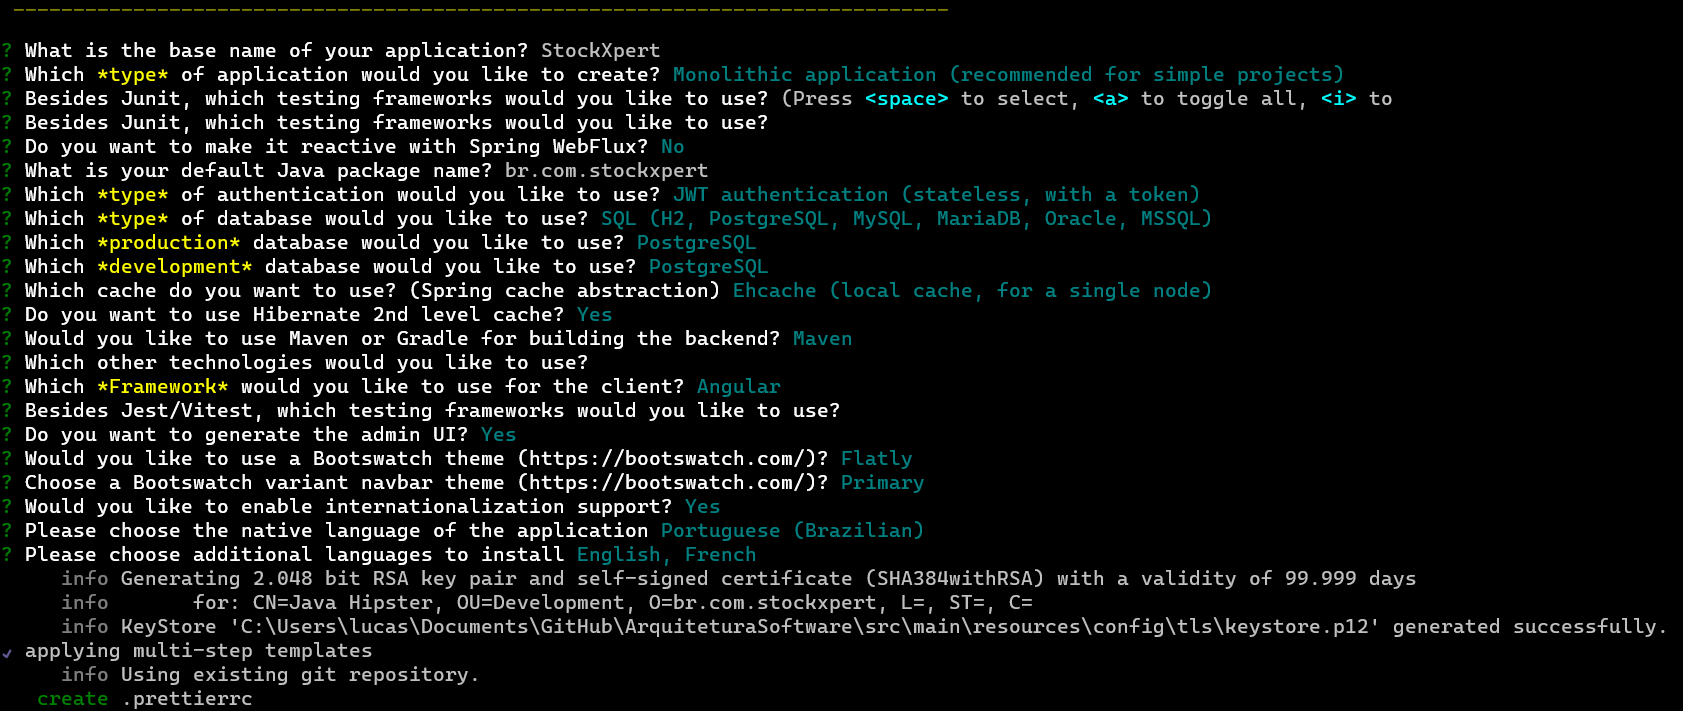 ? What is the base name of your application? StockXpert
? Which *type* of application would you like to create? Monolithic application (recommended for simple projects)
? Besides Junit, which testing frameworks would you like to use? (Press <space> to select, <a> to toggle all, <i> to
? Besides Junit, which testing frameworks would you like to use?
? Do you want to make it reactive with Spring WebFlux? No
? What is your default Java package name? br.com.stockxpert
? Which *type* of authentication would you like to use? JWT authentication (stateless, with a token)
? Which *type* of database would you like to use? SQL (H2, PostgreSQL, MySQL, MariaDB, Oracle, MSSQL)
? Which *production* database would you like to use? PostgreSQL
? Which *development* database would you like to use? PostgreSQL
? Which cache do you want to use? (Spring cache abstraction) Ehcache (local cache, for a single node)
? Do you want to use Hibernate 2nd level cache? Yes
? Would you like to use Maven or Gradle for building the backend? Maven
? Which other technologies would you like to use?
? Which *Framework* would you like to use for the client? Angular
? Besides Jest/Vitest, which testing frameworks would you like to use?
? Do you want to generate the admin UI? Yes
? Would you like to use a Bootswatch theme (https://bootswatch.com/)? Flatly
? Choose a Bootswatch variant navbar theme (https://bootswatch.com/)? Primary
? Would you like to enable internationalization support? Yes
? Please choose the native language of the application Portuguese (Brazilian)
? Please choose additional languages to install English, French
info Generating 2.048 bit RSA key pair and self-signed certificate (SHA384withRSA) with a validity of 99.999 days
info for: CN=Java Hipster, OU=Development, O=br.com.stockxpert, L=, ST=, C=
info KeyStore 'C:\Users\lucas\Documents\GitHub\ArquiteturaSoftware\src\main\resources\config\tls\keystore.p12' generated successfully.
✓ applying multi-step templates
info Using existing git repository.
create .prettierrc